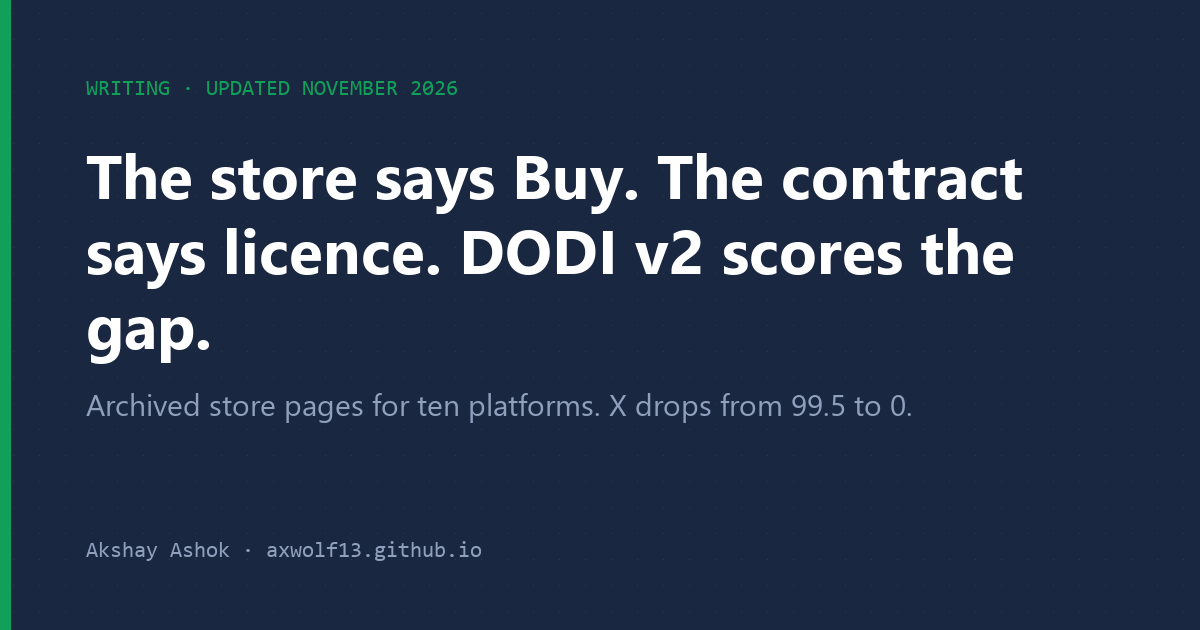 WRITING · UPDATED NOVEMBER 2026
The store says Buy. The contract
says licence. DODI v2 scores the
gap.
Archived store pages for ten platforms. X drops from 99.5 to 0.
Akshay Ashok · axwolf13.github.io